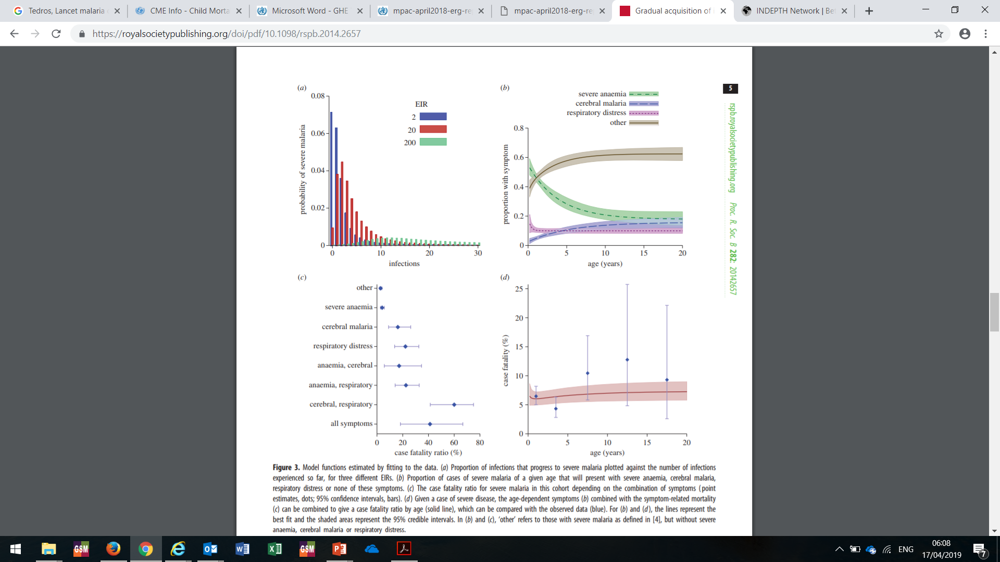 Tedros, Lancet malaria
CME Info - Child Morta
Microsoft Word - GHE
mpac-april2018-erg-re
mpac-april2018-erg-re
Gradual acquisition of
INDEPTH Network | Be
https://royalsocietypublishing.org/doi/pdf/10.1098/rspb.2014.2657
5
rspb.royalsocietypublishing.org Proc. R. Soc. B 282: 20142657
(a)
probability of severe malaria
0.08
0.06
0.04
0.02
0
EIR
2
20
200
0 10 20 30
infections
(b)
severe anaemia
cerebral malaria
respiratory distress
other
proportion with symptom
0.8
0.6
0.4
0.2
0
0 5 10 15 20
age (years)
(c)
other
severe anaemia
cerebral malaria
respiratory distress
anaemia, cerebral
anaemia, respiratory
cerebral, respiratory
all symptoms
0 20 40 60 80
case fatality ratio (%)
(d)
case fatality (%)
25
20
15
10
5
0
0 5 10 15 20
age (years)
Figure 3. Model functions estimated by fitting to the data. (a) Proportion of infections that progress to severe malaria plotted against the number of infections
experienced so far, for three different EIRs. (b) Proportion of cases of severe malaria of a given age that will present with severe anaemia, cerebral malaria,
respiratory distress or none of these symptoms. (c) The case fatality ratio for severe malaria in this cohort depending on the combination of symptoms (point
estimates, dots; 95% confidence intervals, bars). (d) Given a case of severe disease, the age-dependent symptoms (b) combined with the symptom-related mortality
(c) can be combined to give a case fatality ratio by age (solid line), which can be compared with the observed data (blue). For (b) and (d), the lines represent the
best fit and the shaded areas represent the 95% credible intervals. In (b) and (c), 'other' refers to those with severe malaria as defined in [4], but without severe
anaemia, cerebral malaria or respiratory distress.
GSM
GSM
ENG
06:08
17/04/2019
7